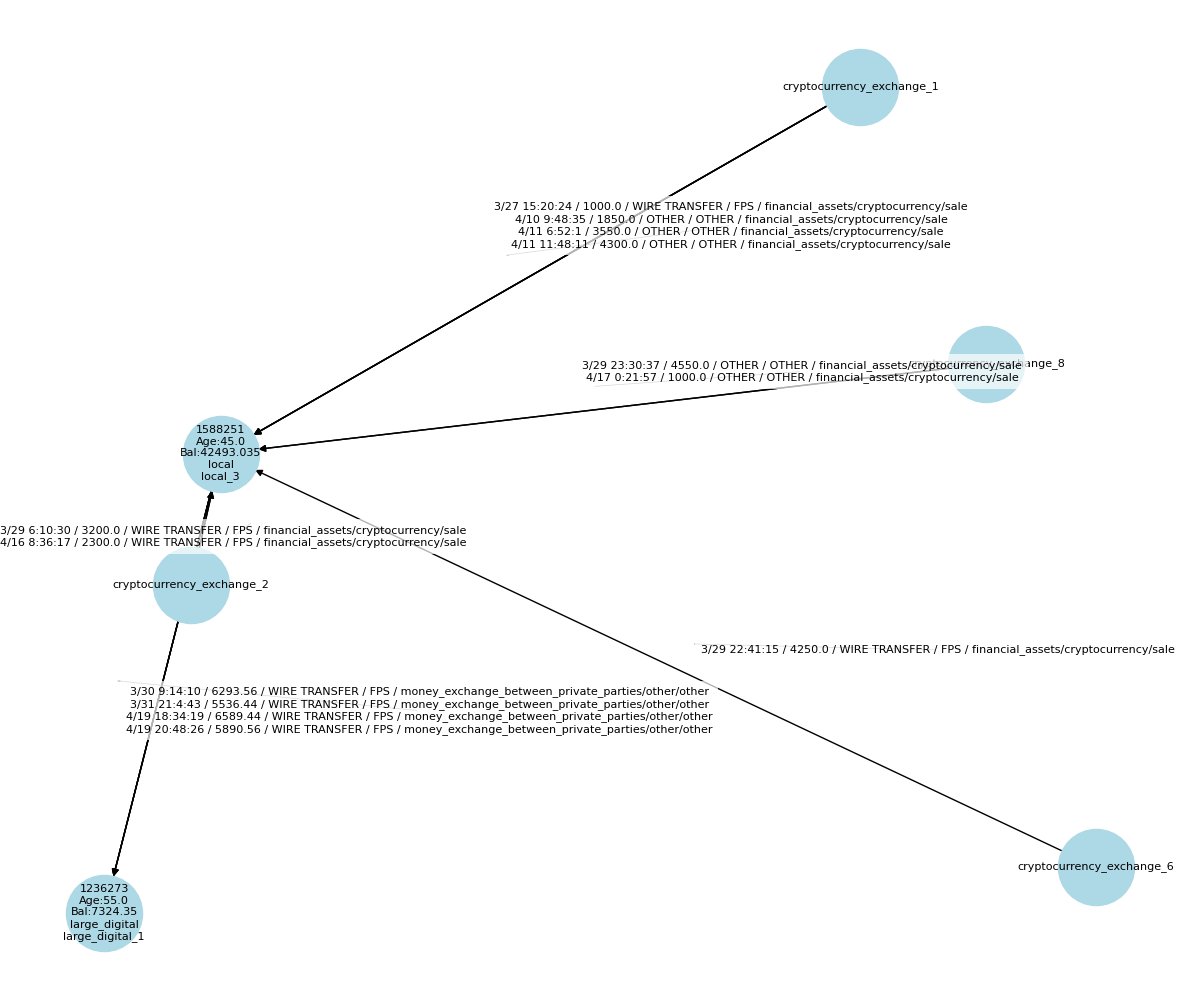 cryptocurrency_exchange_1
3/27 15:20:24 / 1000.0 / WIRE TRANSFER / FPS / financial_assets/cryptocurrency/sale
4/10 9:48:35 / 1850.0 / OTHER / OTHER / financial_assets/cryptocurrency/sale
4/11 6:52:1 / 3550.0 / OTHER / OTHER / financial_assets/cryptocurrency/sale
4/11 11:48:11 / 4300.0 / OTHER / OTHER / financial_assets/cryptocurrency/sale
3/29 23:30:37 / 4550.0 / OTHER / OTHER / financial_assets/cryptocurrency/sale
4/17 0:21:57 / 1000.0 / OTHER / OTHER / financial_assets/cryptocurrency/sale
1588251
Age:45.0
Bal:42493.035
local
local_3
3/29 6:10:30 / 3200.0 / WIRE TRANSFER / FPS / financial_assets/cryptocurrency/sale
4/16 8:36:17 / 2300.0 / WIRE TRANSFER / FPS / financial_assets/cryptocurrency/sale
cryptocurrency_exchange_2
3/29 22:41:15 / 4250.0 / WIRE TRANSFER / FPS / financial_assets/cryptocurrency/sale
3/30 9:14:10 / 6293.56 / WIRE TRANSFER / FPS / money_exchange_between_private_parties/other/other
3/31 21:4:43 / 5536.44 / WIRE TRANSFER / FPS / money_exchange_between_private_parties/other/other
4/19 18:34:19 / 6589.44 / WIRE TRANSFER / FPS / money_exchange_between_private_parties/other/other
4/19 20:48:26 / 5890.56 / WIRE TRANSFER / FPS / money_exchange_between_private_parties/other/other
cryptocurrency_exchange_6
1236273
Age:55.0
Bal:7324.35
large_digital
large_digital_1